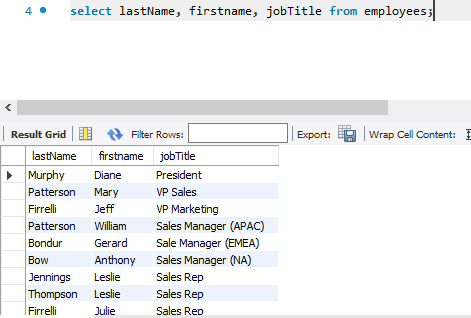 4 select lastName, firstname, jobTitle from employees;
Result Grid Filter Rows: Export: Wrap Cell Content:
lastName firstname jobTitle
Murphy Diane President
Patterson Mary VP Sales
Firrelli Jeff VP Marketing
Patterson William Sales Manager (APAC)
Bondur Gerard Sale Manager (EMEA)
Bow Anthony Sales Manager (NA)
Jennings Leslie Sales Rep
Thompson Leslie Sales Rep
Firrelli Julie Sales Rep